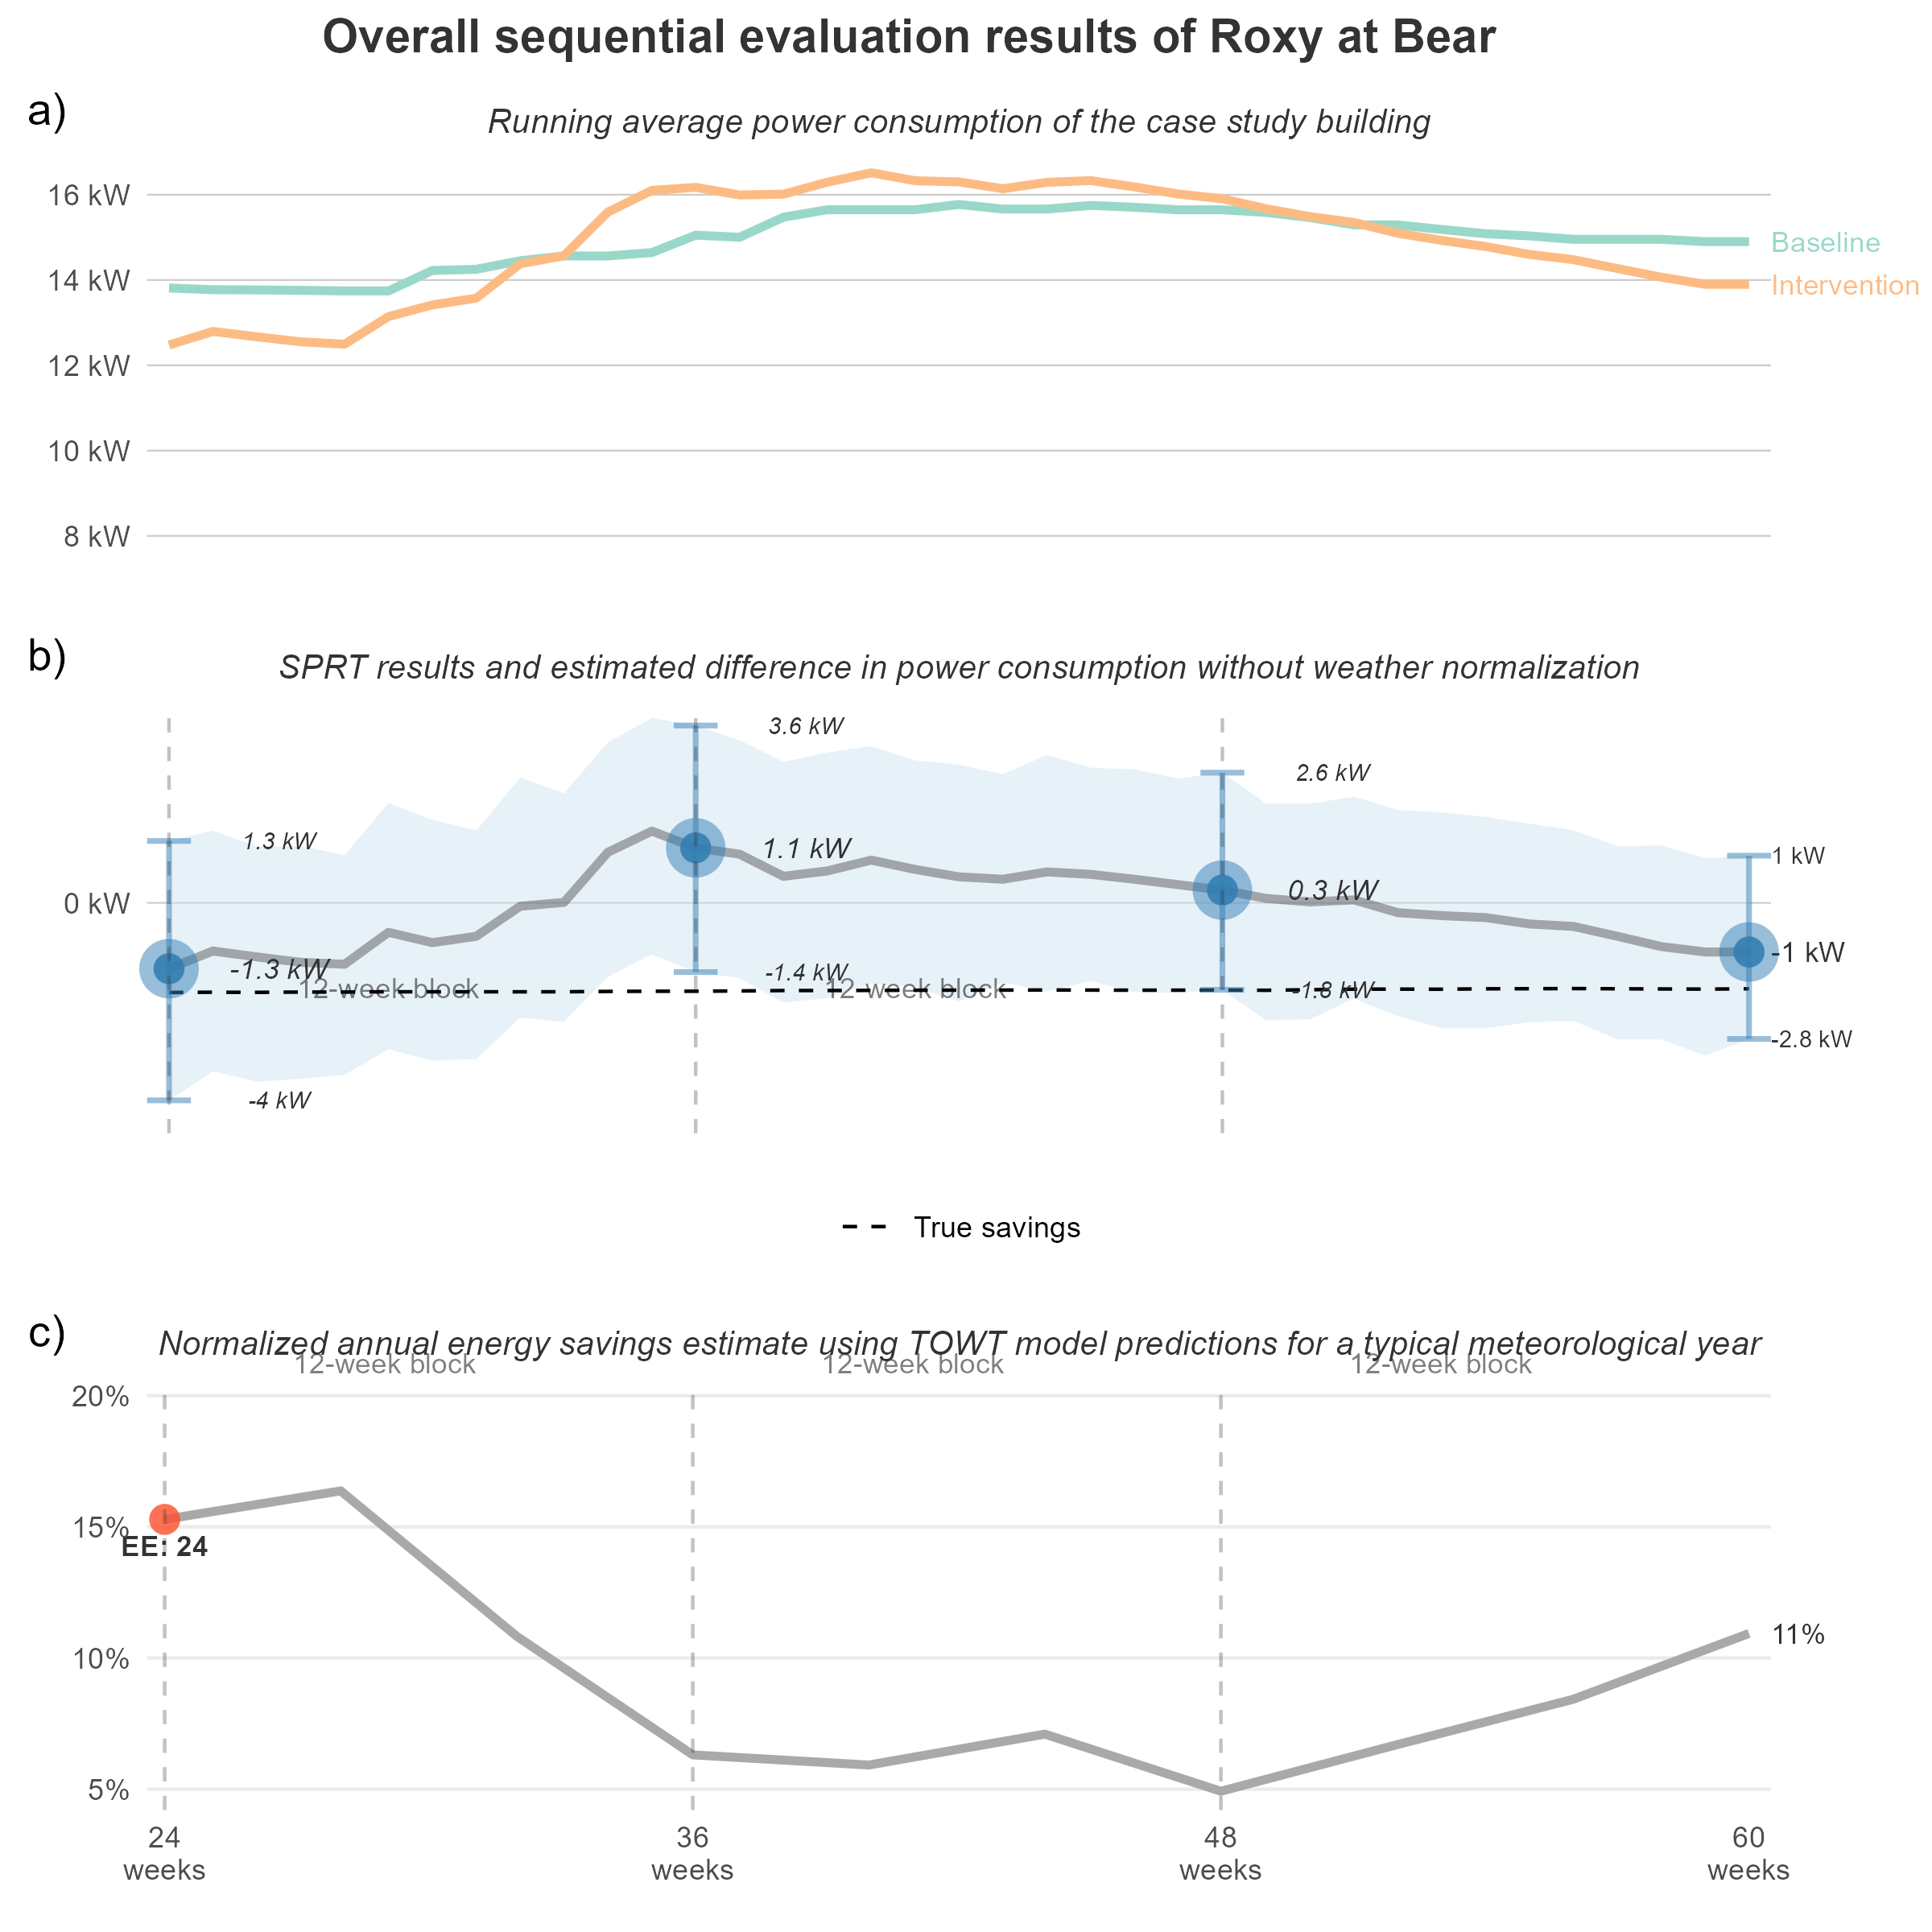 Overall sequential evaluation results of Roxy at Bear
a)
Running average power consumption of the case study building
16 kW
14 kW
12 kW
10 kW
8 kW
Baseline
Intervention
b)
SPRT results and estimated difference in power consumption without weather normalization
3.6 kW
2.6 kW
1.3 kW
1.1 kW
1 kW
0 kW
0.3 kW
-1.3 kW
-1.4 kW
-1 kW
12-week block
12-week block
-1.8 kW
-2.8 kW
-4 kW
True savings
c)
Normalized annual energy savings estimate using TOWT model predictions for a typical meteorological year
12-week block
12-week block
12-week block
20%
15%
EE: 24
10%
11%
5%
24
weeks
36
weeks
48
weeks
60
weeks